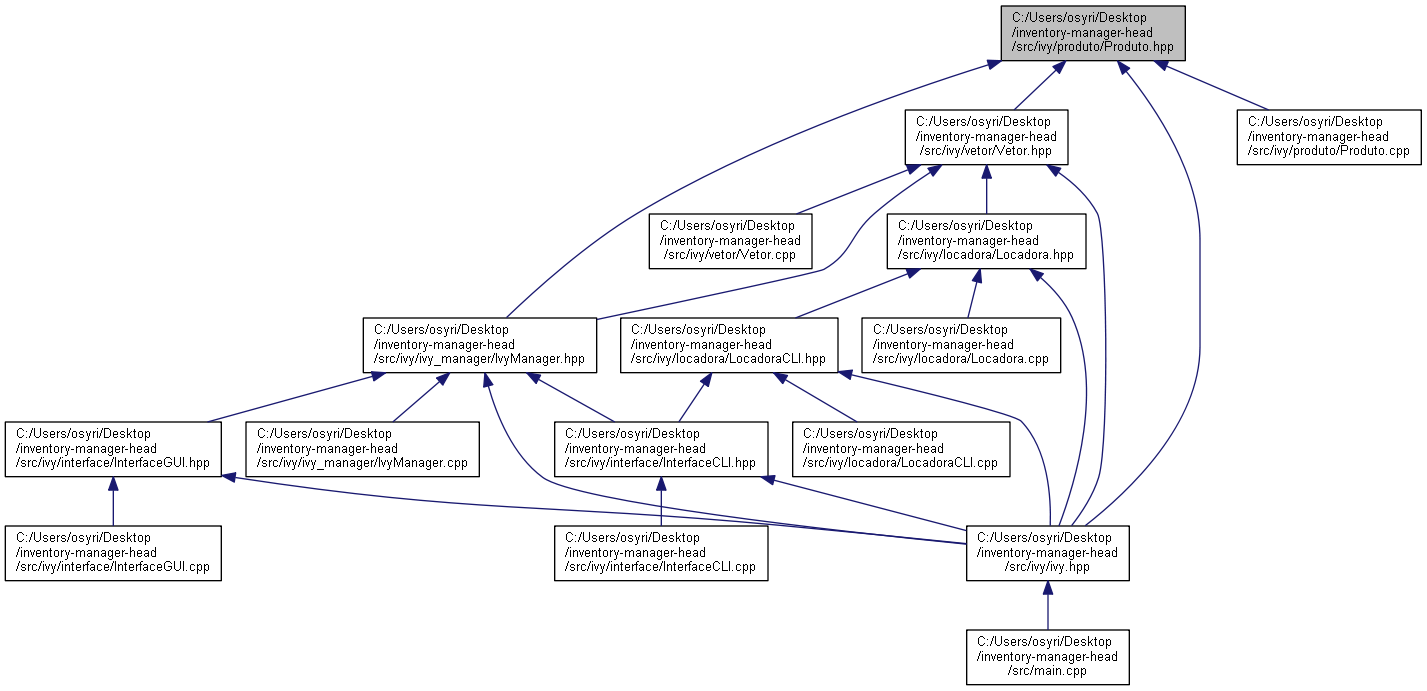 C:/Users/osyri/Desktop
/inventory-manager-head
/src/ivy/produto/Produto.hpp
C:/Users/osyri/Desktop
/inventory-manager-head
/src/ivy/vetor/Vetor.hpp
C:/Users/osyri/Desktop
/inventory-manager-head
/src/ivy/produto/Produto.cpp
C:/Users/osyri/Desktop
/inventory-manager-head
/src/ivy/vetor/Vetor.cpp
C:/Users/osyri/Desktop
/inventory-manager-head
/src/ivy/locadora/Locadora.hpp
C:/Users/osyri/Desktop
/inventory-manager-head
/src/ivy/ivy_manager/IvyManager.hpp
C:/Users/osyri/Desktop
/inventory-manager-head
/src/ivy/locadora/LocadoraCLI.hpp
C:/Users/osyri/Desktop
/inventory-manager-head
/src/ivy/locadora/Locadora.cpp
C:/Users/osyri/Desktop
/inventory-manager-head
/src/ivy/interface/InterfaceGUI.hpp
C:/Users/osyri/Desktop
/inventory-manager-head
/src/ivy/ivy_manager/IvyManager.cpp
C:/Users/osyri/Desktop
/inventory-manager-head
/src/ivy/interface/InterfaceCLI.hpp
C:/Users/osyri/Desktop
/inventory-manager-head
/src/ivy/locadora/LocadoraCLI.cpp
C:/Users/osyri/Desktop
/inventory-manager-head
/src/ivy/interface/InterfaceGUI.cpp
C:/Users/osyri/Desktop
/inventory-manager-head
/src/ivy/interface/InterfaceCLI.cpp
C:/Users/osyri/Desktop
/inventory-manager-head
/src/ivy/ivy.hpp
C:/Users/osyri/Desktop
/inventory-manager-head
/src/main.cpp